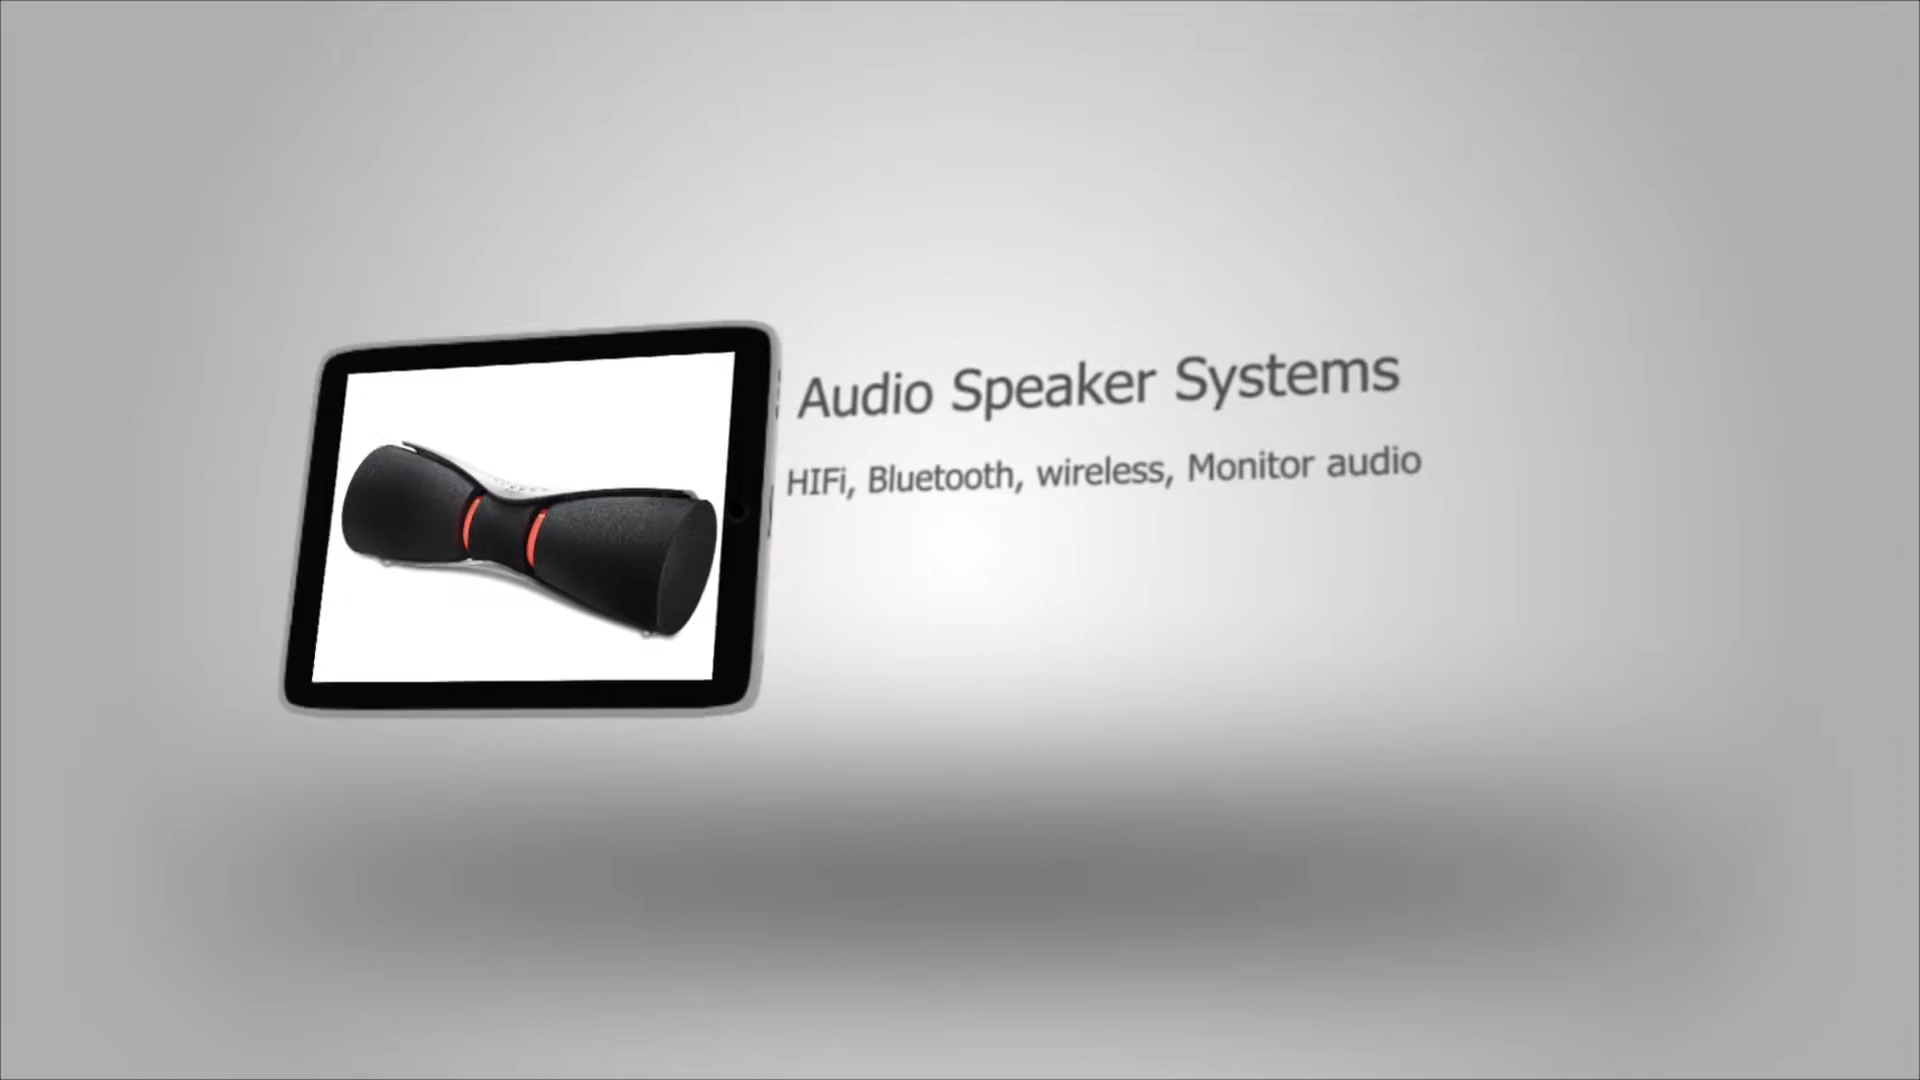 Audio Speaker Systems
HIFi, Bluetooth, wireless, Monitor audio